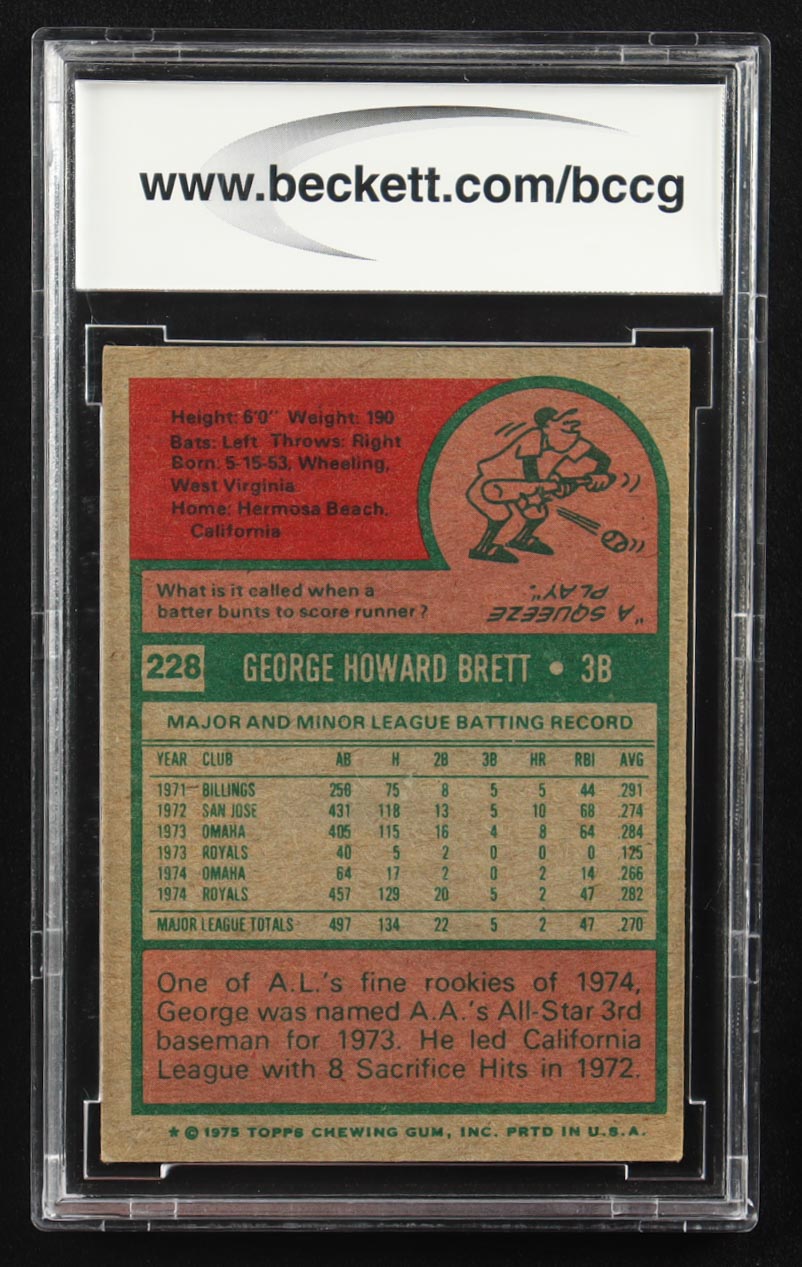 www.beckett.com/bccg
Height: 6'0" Weight: 190
Bats: Left Throws: Right
Born: 5-15-53, Wheeling,
West Virginia
Home: Hermosa Beach,
California
What is it called when a
batter bunts to score runner?
"A SQUEEZE
PLAY".
228 GEORGE HOWARD BRETT • 3B
MAJOR AND MINOR LEAGUE BATTING RECORD
YEAR CLUB AB H 2B 3B HR RBI AVG
1971 BILLINGS 258 75 8 5 5 44 .291
1972 SAN JOSE 431 118 13 5 10 68 .274
1973 OMAHA 405 115 16 4 8 64 .284
1973 ROYALS 40 5 2 0 0 0 .125
1974 OMAHA 64 17 2 0 2 14 .266
1974 ROYALS 457 129 20 5 2 47 .282
MAJOR LEAGUE TOTALS 497 134 22 5 2 47 .270
One of A.L.'s fine rookies of 1974,
George was named A.A.'s All-Star 3rd
baseman for 1973. He led California
League with 8 Sacrifice Hits in 1972.
* © 1975 TOPPS CHEWING GUM, INC. PRTD IN U.S.A.